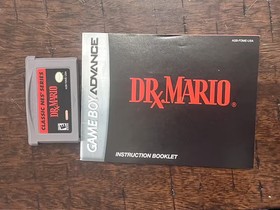 CLASSIC NES SERIES
DR. MARIO
E
GAME BOY ADVANCE
DR. MARIO
INSTRUCTION BOOKLET